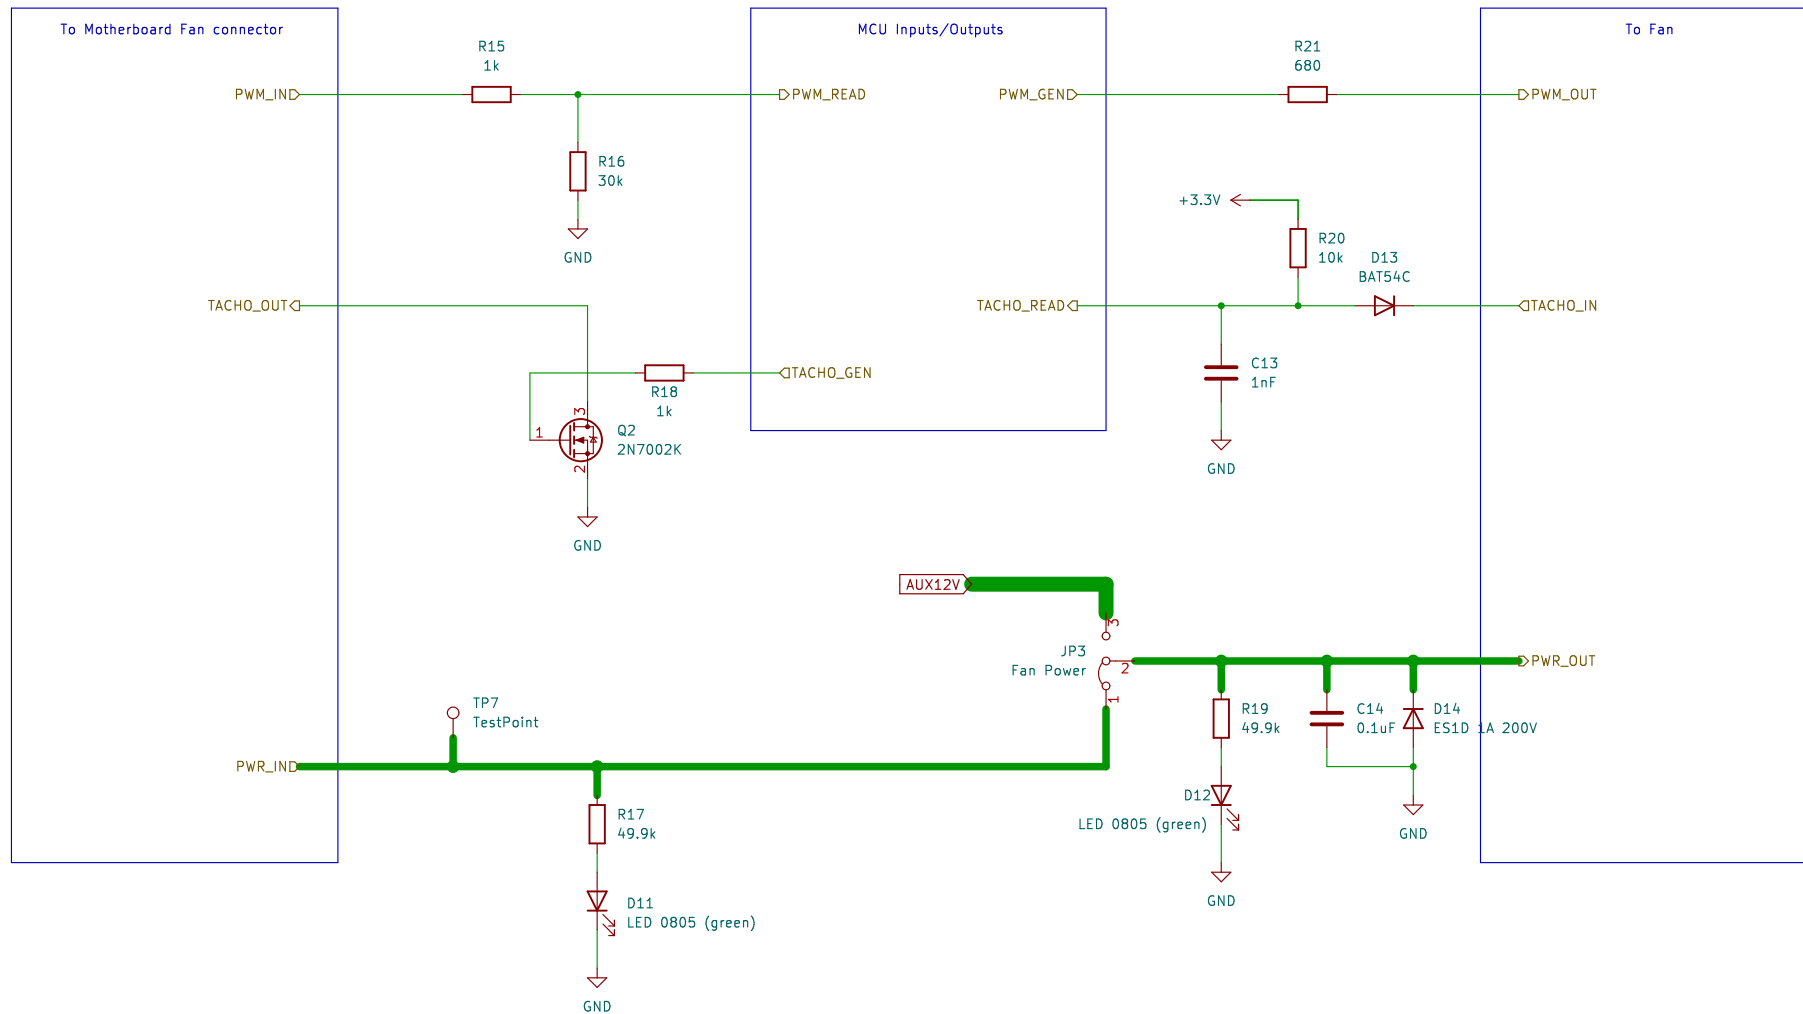 To Motherboard Fan connector
MCU Inputs/Outputs
To Fan
R15
1k
R21
680
PWM_IN
PWM_READ
PWM_GEN
PWM_OUT
R16
30k
GND
+3.3V
R20
10k
D13
BAT54C
TACHO_OUT
TACHO_READ
TACHO_IN
C13
1nF
TACHO_GEN
R18
1k
3
1
2
Q2
2N7002K
GND
GND
AUX12V
3
JP3
Fan Power
2
1
PWR_OUT
TP7
TestPoint
R19
49.9k
C14
0.1uF
D14
ES1D 1A 200V
PWR_IN
D12
LED 0805 (green)
GND
R17
49.9k
GND
D11
LED 0805 (green)
GND